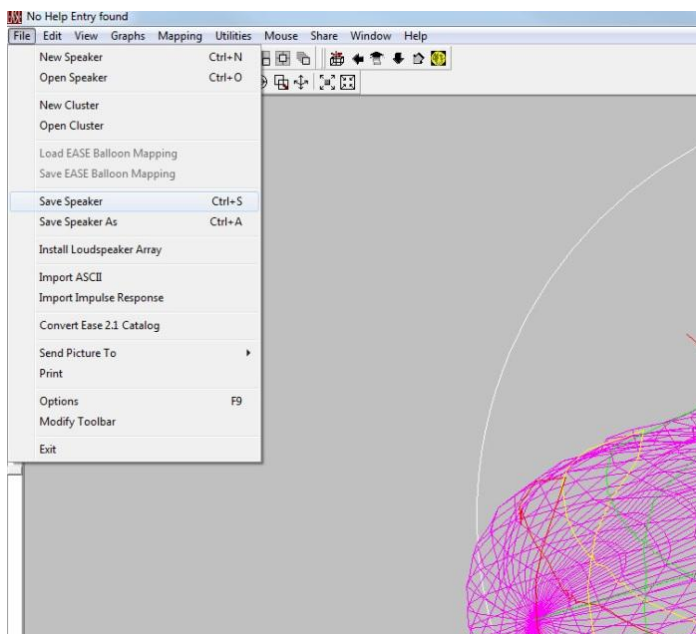 No Help Entry found
File Edit View Graphs Mapping Utilities Mouse Share Window Help
New Speaker Ctrl+N
Open Speaker Ctrl+O
New Cluster
Open Cluster
Load EASE Balloon Mapping
Save EASE Balloon Mapping
Save Speaker Ctrl+S
Save Speaker As Ctrl+A
Install Loudspeaker Array
Import ASCII
Import Impulse Response
Convert Ease 2.1 Catalog
Send Picture To
Print
Options F9
Modify Toolbar
Exit